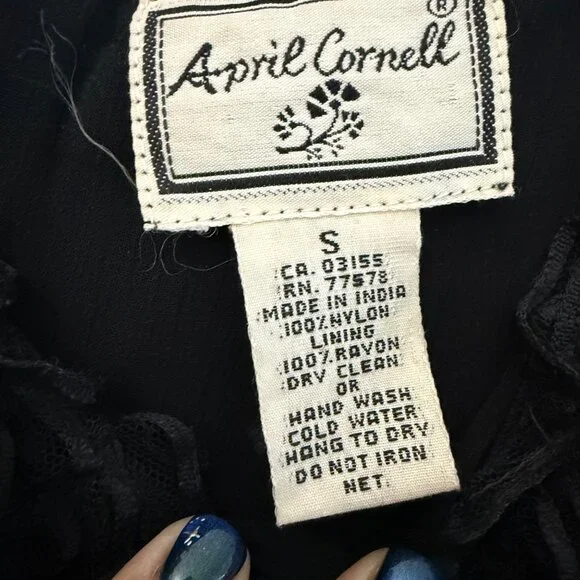 April Cornell®
S
CA. 03155
RN. 77578
MADE IN INDIA
100% NYLON
LINING
100% RAYON
DRY CLEAN
OR
HAND WASH
COLD WATER
HANG TO DRY
DO NOT IRON
NET.